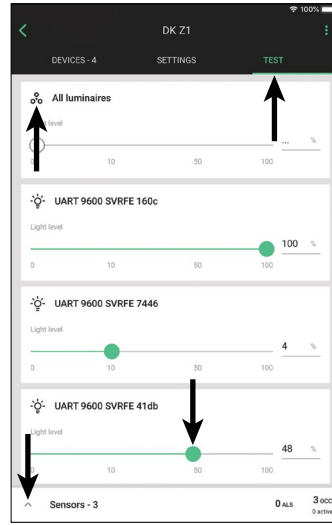 100%
DK Z1
DEVICES - 4 SETTINGS TEST
All luminaires
level
... %
0 10 50 100
UART 9600 SVRFE 160c
Light level
100 %
0 10 50 100
UART 9600 SVRFE 7446
Light level
4 %
0 10 50 100
UART 9600 SVRFE 41db
Light level
48 %
0 10 50 100
Sensors - 3 0 ALS 3 OCC
0 active